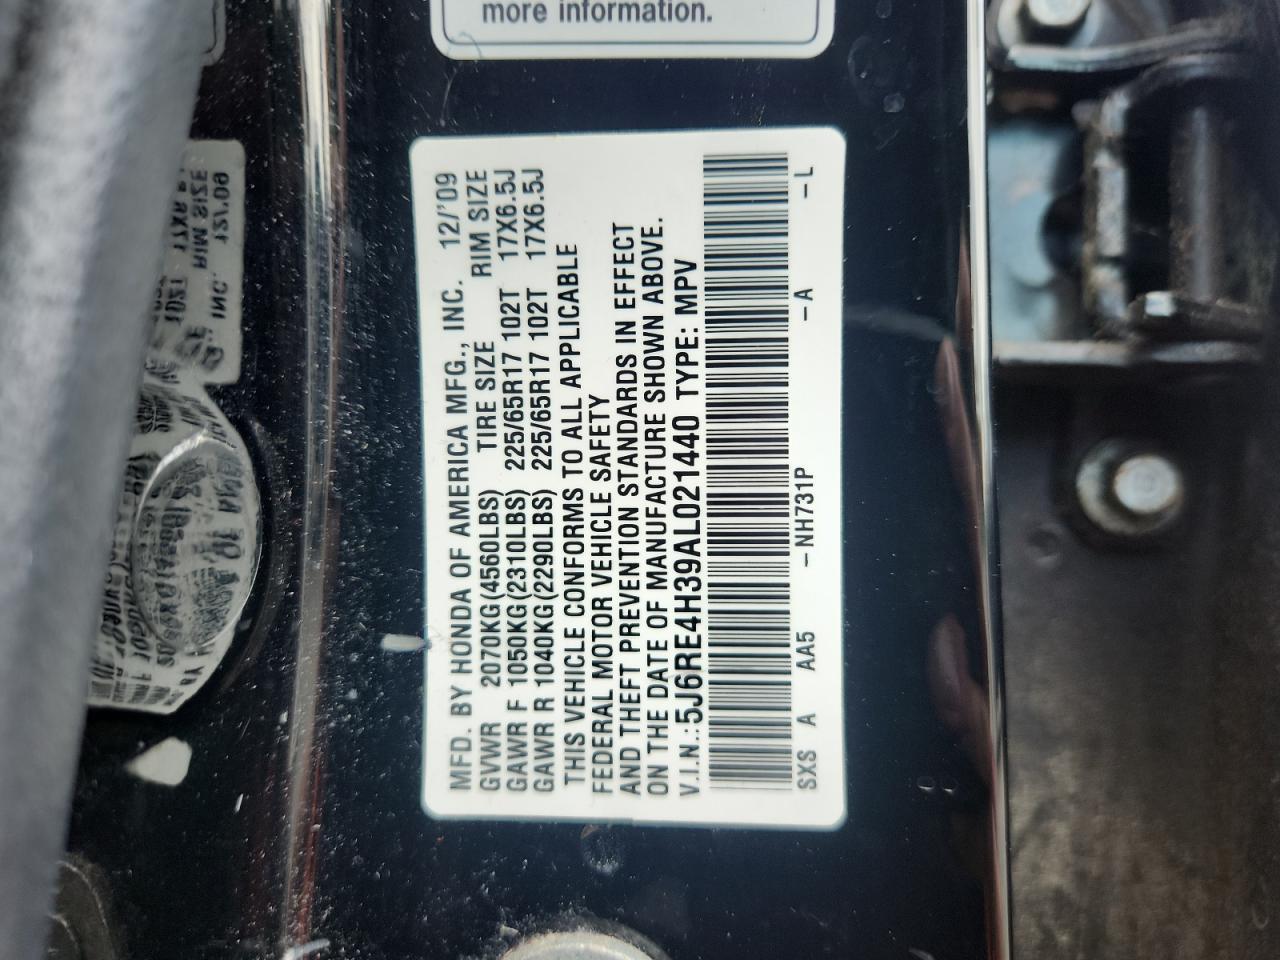 more information.
MFD. BY HONDA OF AMERICA MFG., INC. 12/'09
GVWR 2070KG(4560LBS) TIRE SIZE RIM SIZE
GAWR F 1050KG(2310LBS) 225/65R17 102T 17X6.5J
GAWR R 1040KG(2290LBS) 225/65R17 102T 17X6.5J
THIS VEHICLE CONFORMS TO ALL APPLICABLE
FEDERAL MOTOR VEHICLE SAFETY
AND THEFT PREVENTION STANDARDS IN EFFECT
ON THE DATE OF MANUFACTURE SHOWN ABOVE.
V.I.N.:5J6RE4H39AL021440 TYPE: MPV
SXS A AA5 -NH731P -A -L